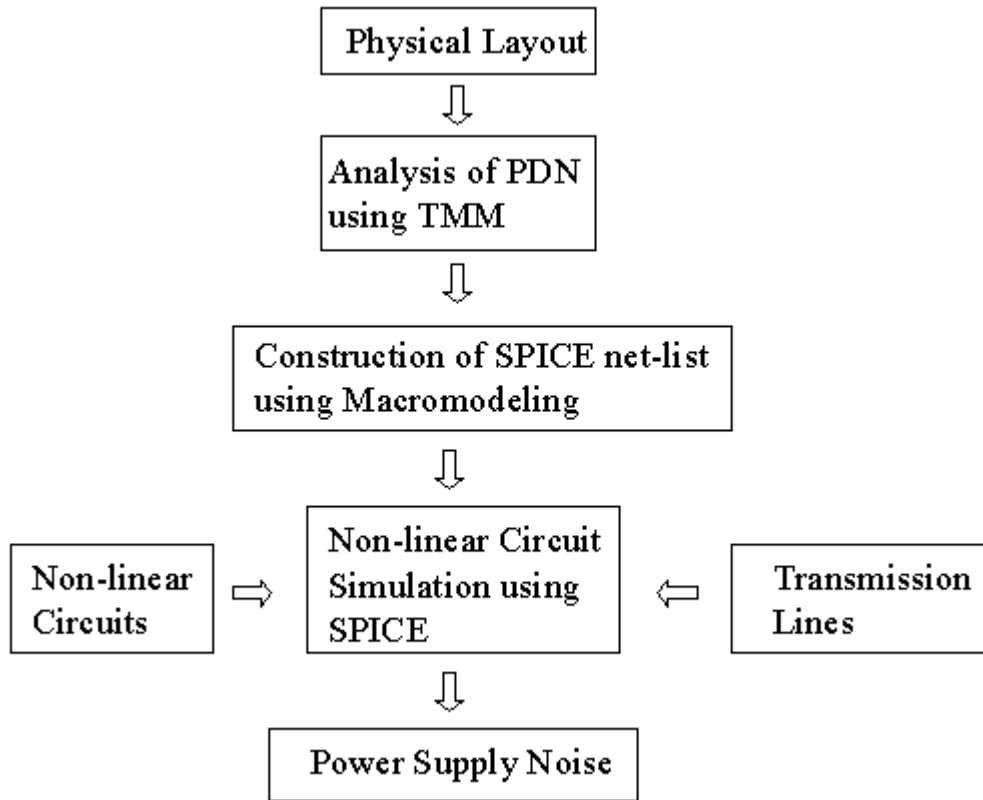 Physical Layout
Analysis of PDN
using TMM
Construction of SPICE net-list
using Macromodeling
Non-linear
Circuits
Non-linear Circuit
Simulation using
SPICE
Transmission
Lines
Power Supply Noise